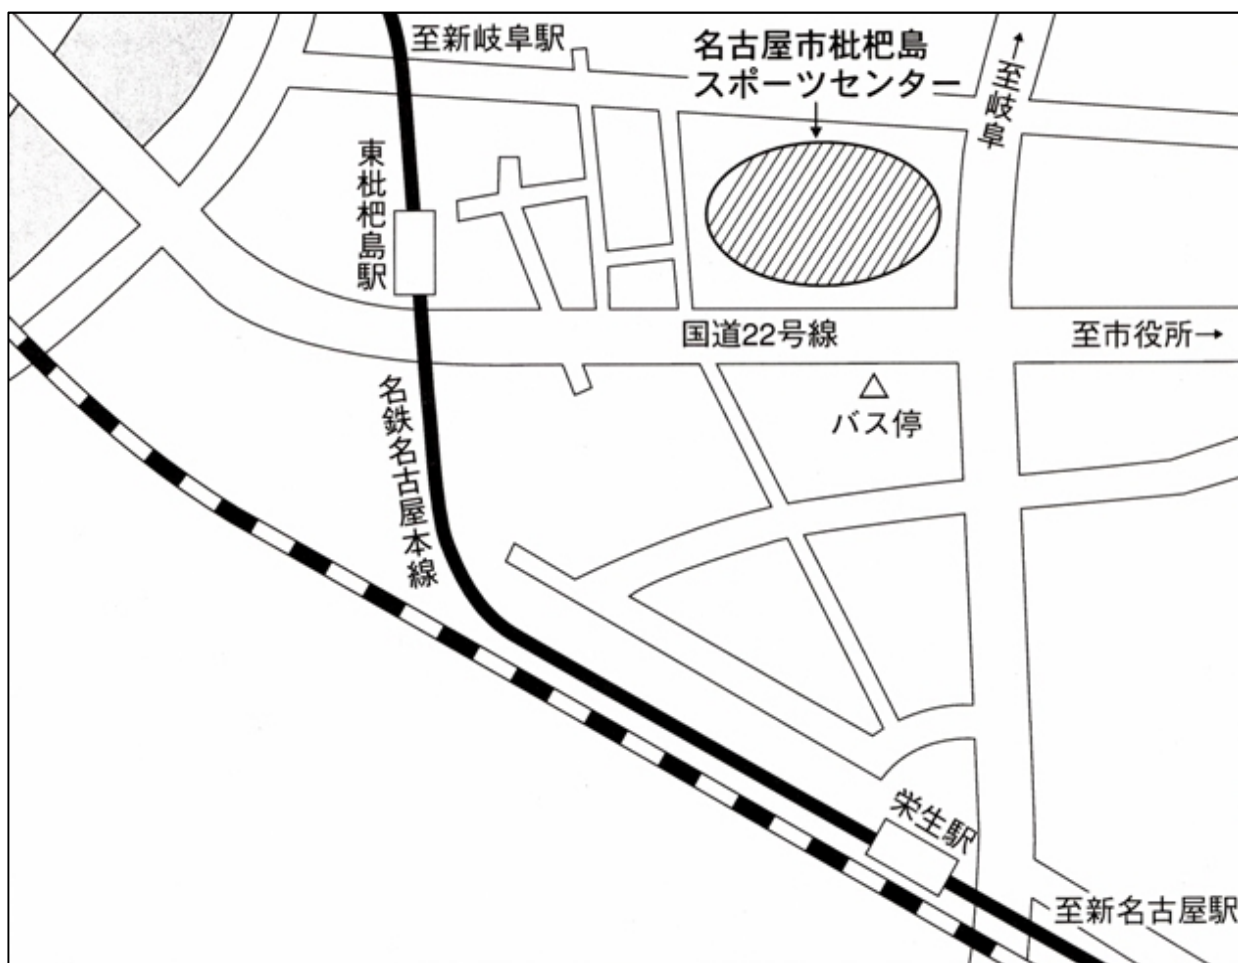 至新岐阜駅
名古屋市枇杷島
スポーツセンター
↑至岐阜
東枇杷島駅
国道22号線
至市役所→
バス停
名鉄名古屋本線
栄生駅
至新名古屋駅